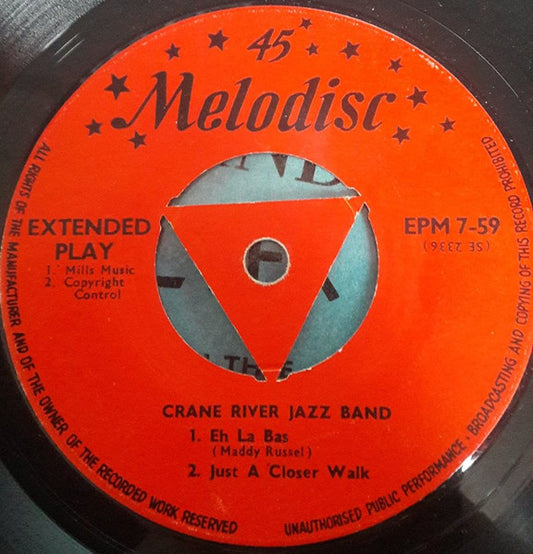 45
Melodisc
EXTENDED
PLAY
1. Mills Music
2. Copyright
Control
EPM 7-59
(SE 2336)
CRANE RIVER JAZZ BAND
1. Eh La Bas
(Maddy Russel)
2. Just A Closer Walk
ALL RIGHTS OF THE MANUFACTURER AND OF THE OWNER OF THE RECORDED WORK RESERVED
UNAUTHORISED PUBLIC PERFORMANCE · BROADCASTING AND COPYING OF THIS RECORD PROHIBITED